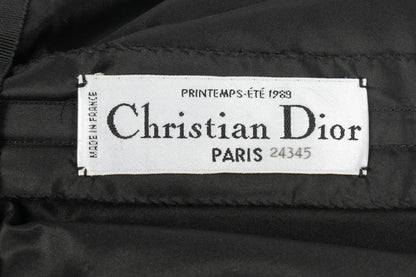 PRINTEMPS-ÉTÉ 1989
MADE IN FRANCE
Christian Dior
PARIS 24345